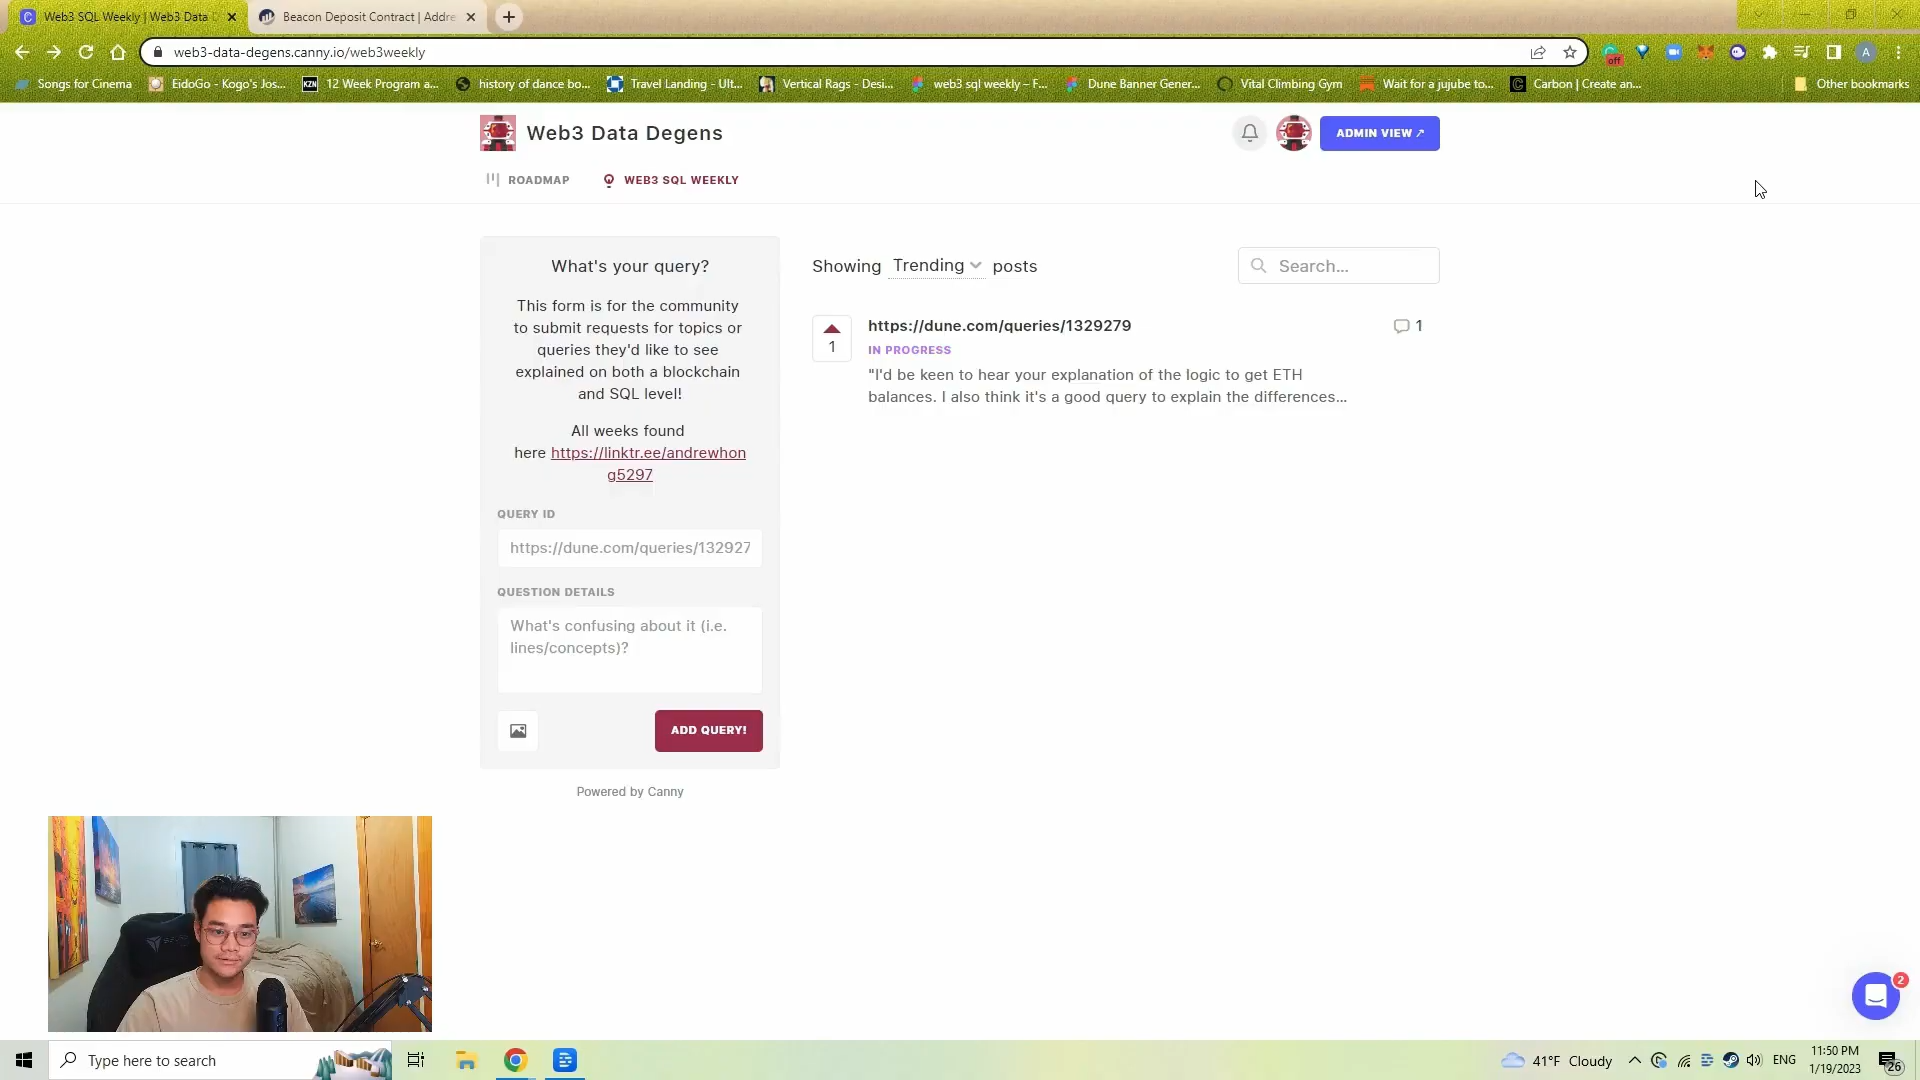 Web3 SQL Weekly | Web3 Data D
Beacon Deposit Contract | Addre
web3-data-degens.canny.io/web3weekly
off
A
Songs for Cinema
EidoGo - Kogo's Jos...
KZN
12 Week Program a...
history of dance bo...
Travel Landing - Ult...
Vertical Rags - Desi...
web3 sql weekly – F...
Dune Banner Gener...
Vital Climbing Gym
Wait for a jujube to...
Carbon | Create an...
Other bookmarks
Web3 Data Degens
ADMIN VIEW ↗
ROADMAP
WEB3 SQL WEEKLY
What's your query?
This form is for the community
to submit requests for topics or
queries they'd like to see
explained on both a blockchain
and SQL level!
All weeks found
here https://linktr.ee/andrewhon
g5297
QUERY ID
https://dune.com/queries/132927
QUESTION DETAILS
What's confusing about it (i.e.
lines/concepts)?
ADD QUERY!
Powered by Canny
Showing Trending posts
Search...
1
https://dune.com/queries/1329279
1
IN PROGRESS
"I'd be keen to hear your explanation of the logic to get ETH
balances. I also think it's a good query to explain the differences...
2
Type here to search
41°F Cloudy
ENG
11:50 PM
1/19/2023
26